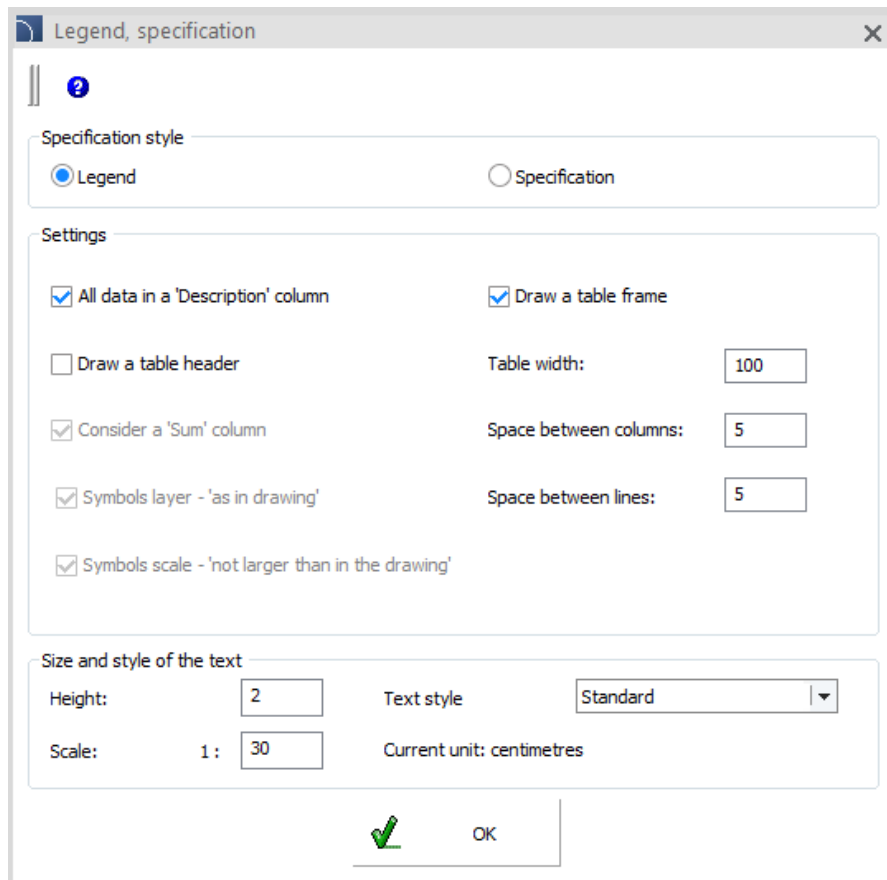 Legend, specification
?
Specification style
Legend Specification
Settings
All data in a 'Description' column Draw a table frame
Draw a table header Table width: 100
Consider a 'Sum' column Space between columns: 5
Symbols layer - 'as in drawing' Space between lines: 5
Symbols scale - 'not larger than in the drawing'
Size and style of the text
Height: 2 Text style Standard
Scale: 1 : 30 Current unit: centimetres
OK